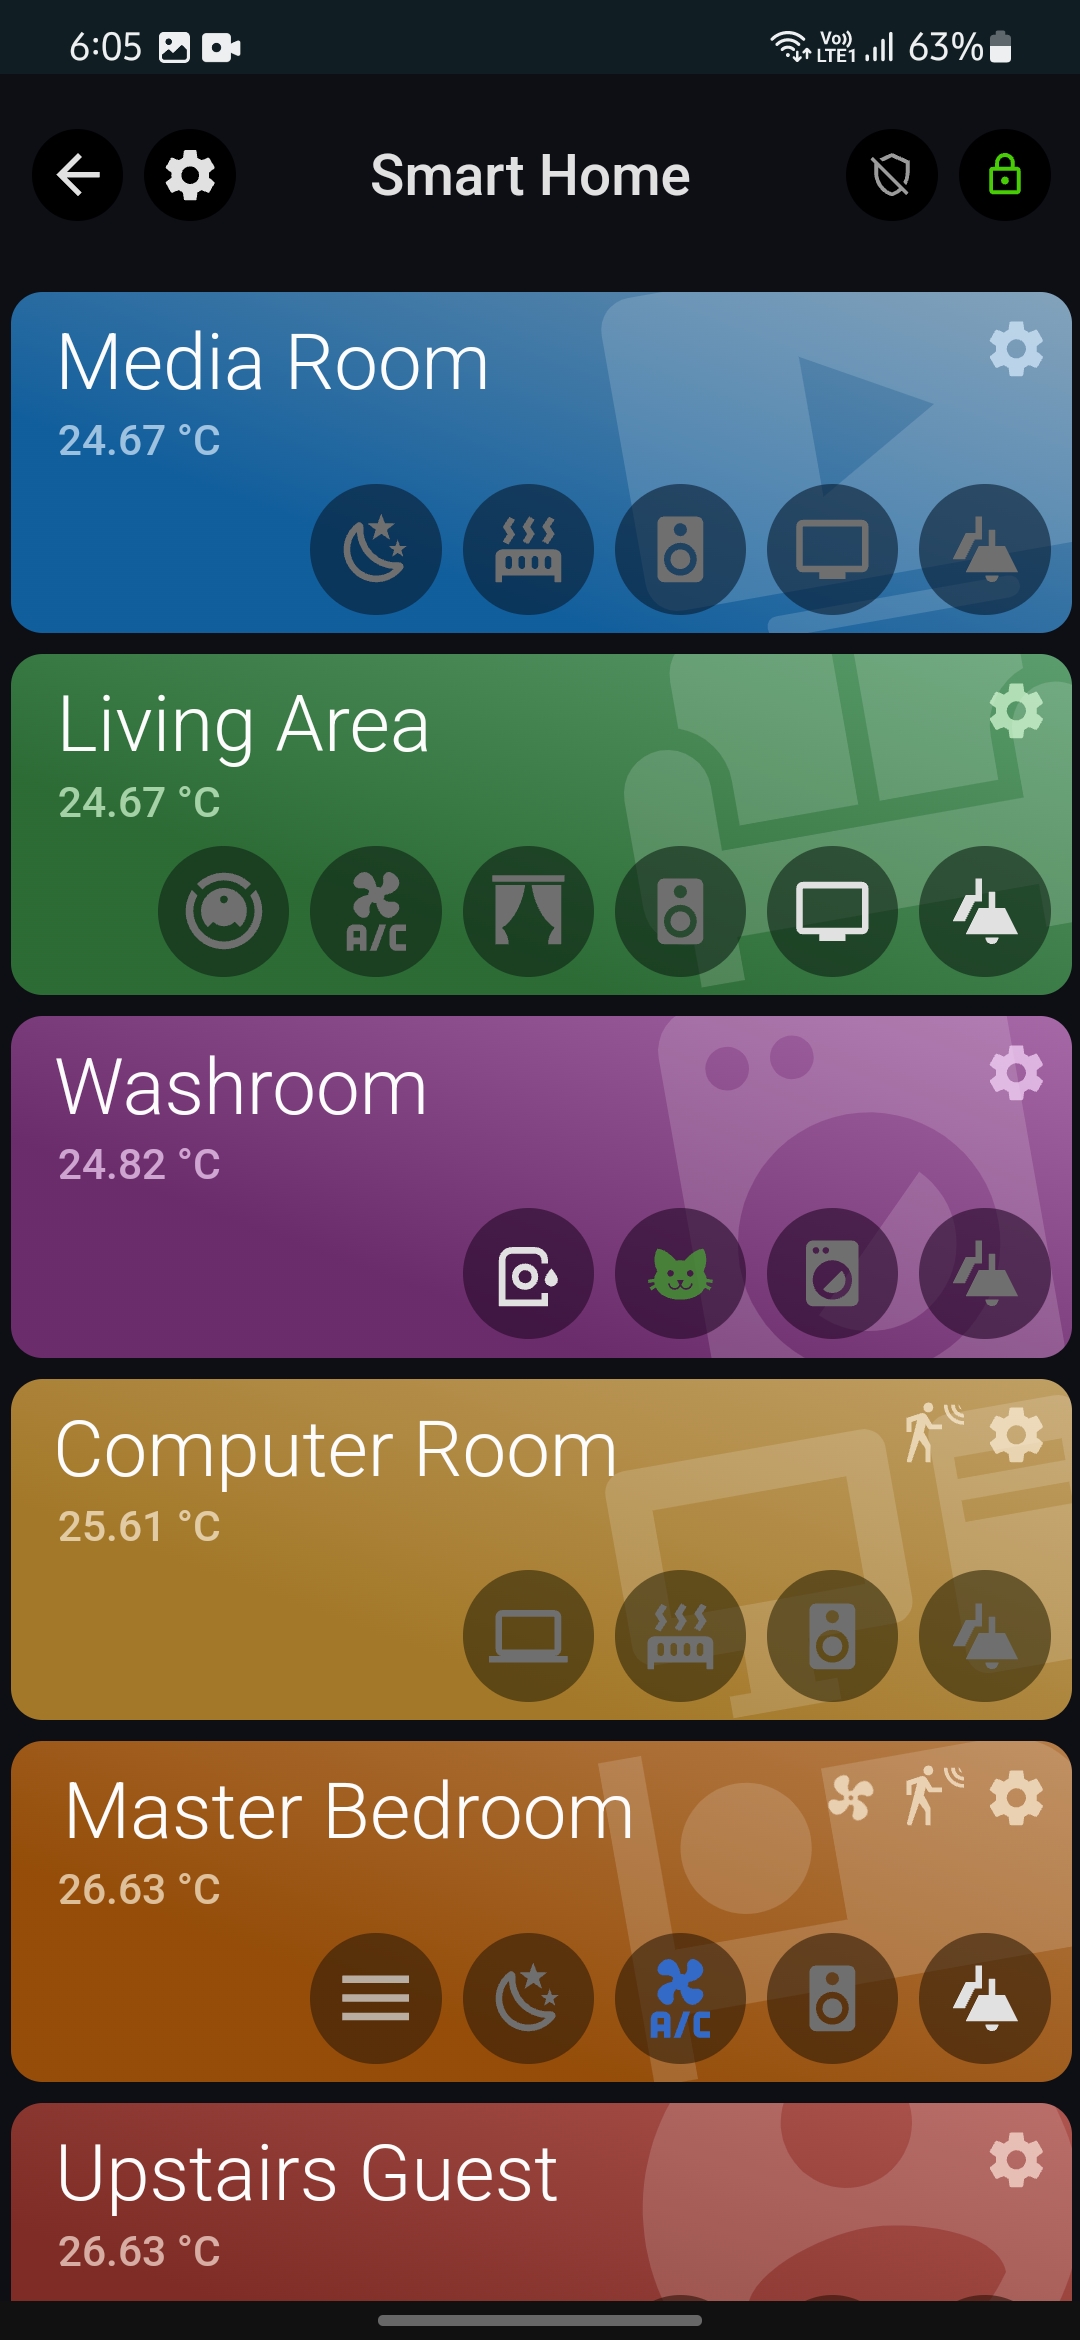 6:05
Vo))
LTE1
63%
Smart Home
Media Room
24.67 °C
Living Area
24.67 °C
A/C
Washroom
24.82 °C
Computer Room
25.61 °C
Master Bedroom
26.63 °C
A/C
Upstairs Guest
26.63 °C